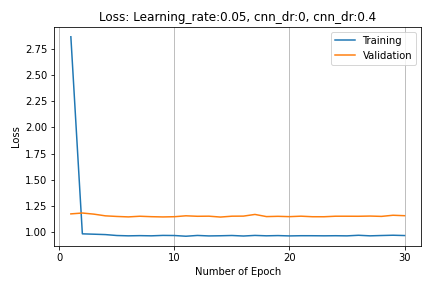 Loss: Learning_rate:0.05, cnn_dr:0, cnn_dr:0.4
Training
Validation
2.75
2.50
2.25
2.00
1.75
1.50
1.25
1.00
Loss
0
10
20
30
Number of Epoch